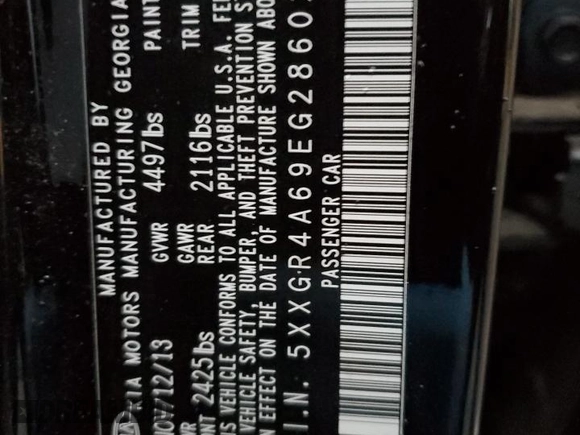 MANUFACTURED BY
KIA MOTORS MANUFACTURING GEORGIA
12/13 GVWR 4497lbs PAINT
GAWR
2425lbs REAR 2116lbs TRIM
VEHICLE CONFORMS TO ALL APPLICABLE U.S.A. FE
VEHICLE SAFETY, BUMPER, AND THEFT PREVENTION S
EFFECT ON THE DATE OF MANUFACTURE SHOWN ABO
I.N. 5XXGR4A69EG2860
PASSENGER CAR